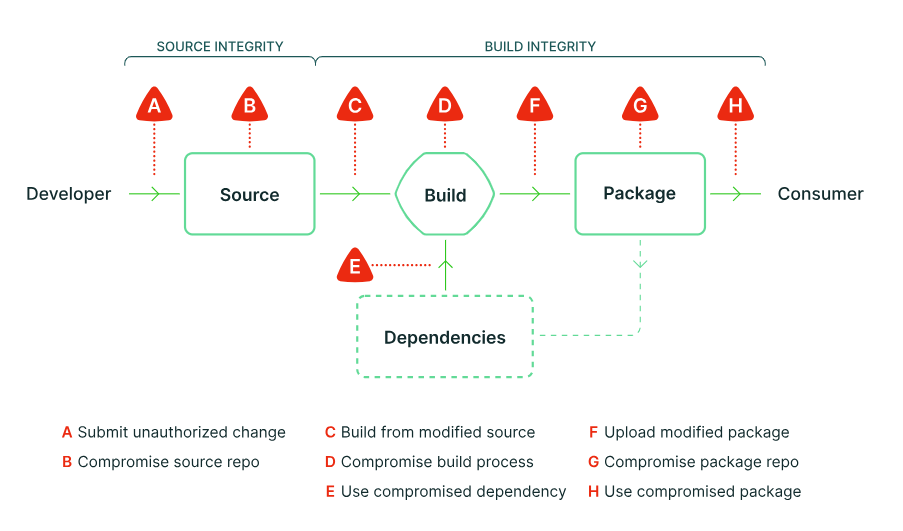 SOURCE INTEGRITY
BUILD INTEGRITY
A
B
C
D
F
G
H
Developer
Source
Build
Package
Consumer
E
Dependencies
A Submit unauthorized change
B Compromise source repo
C Build from modified source
D Compromise build process
E Use compromised dependency
F Upload modified package
G Compromise package repo
H Use compromised package